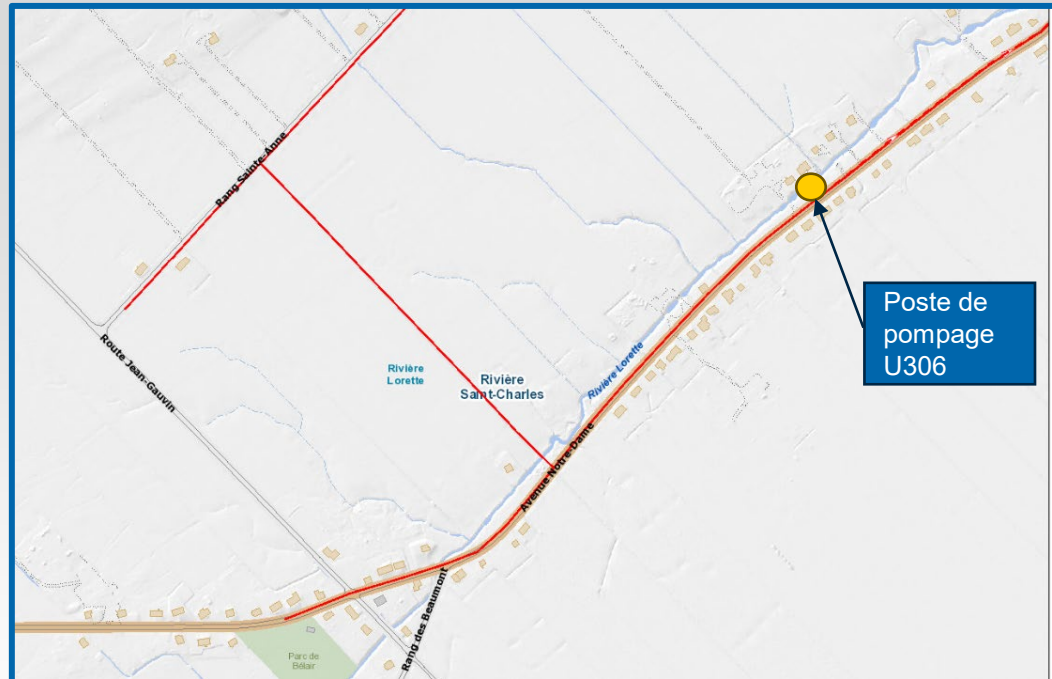 Rang Sainte-Anne
Poste de
pompage
U306
Route Jean-Gauvin
Rivière
Lorette
Rivière
Saint-Charles
Rivière Lorette
Avenue Notre-Dame
Rang des Beaumont
Parc de
Bélair